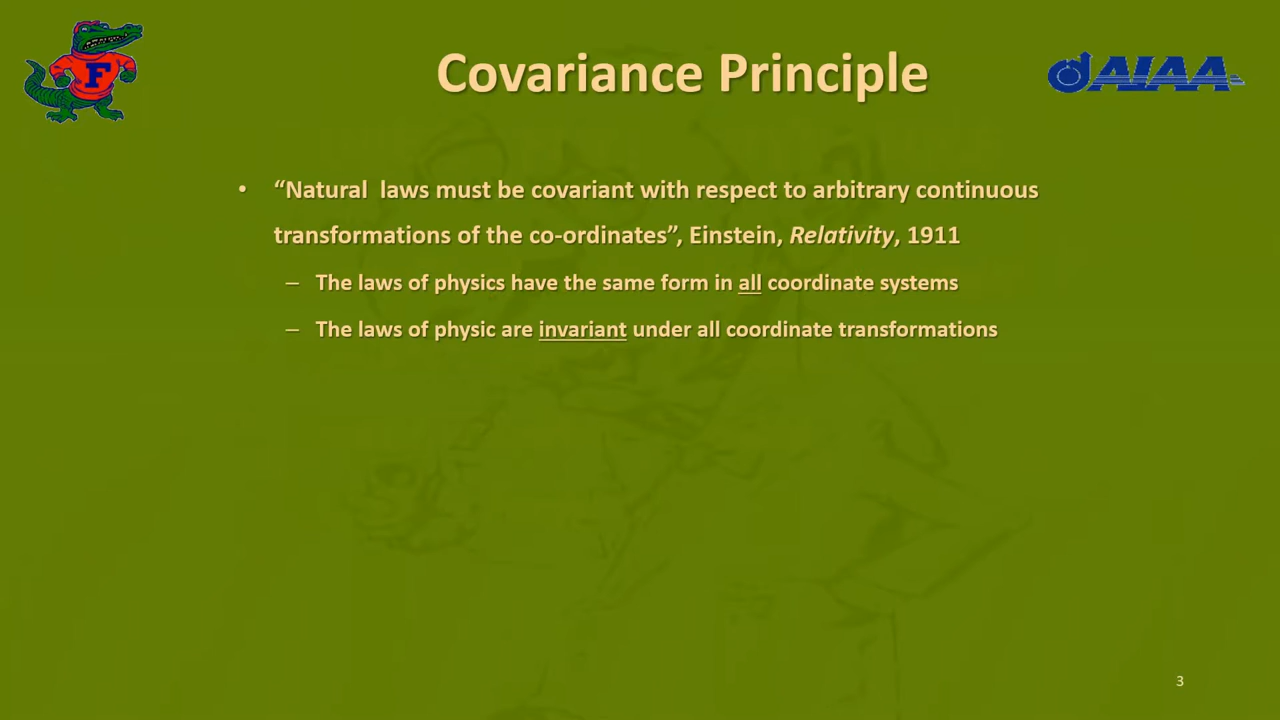 F
Covariance Principle
AIAA
• “Natural  laws must be covariant with respect to arbitrary continuous
transformations of the co-ordinates”, Einstein, Relativity, 1911
– The laws of physics have the same form in all coordinate systems
– The laws of physic are invariant under all coordinate transformations
3